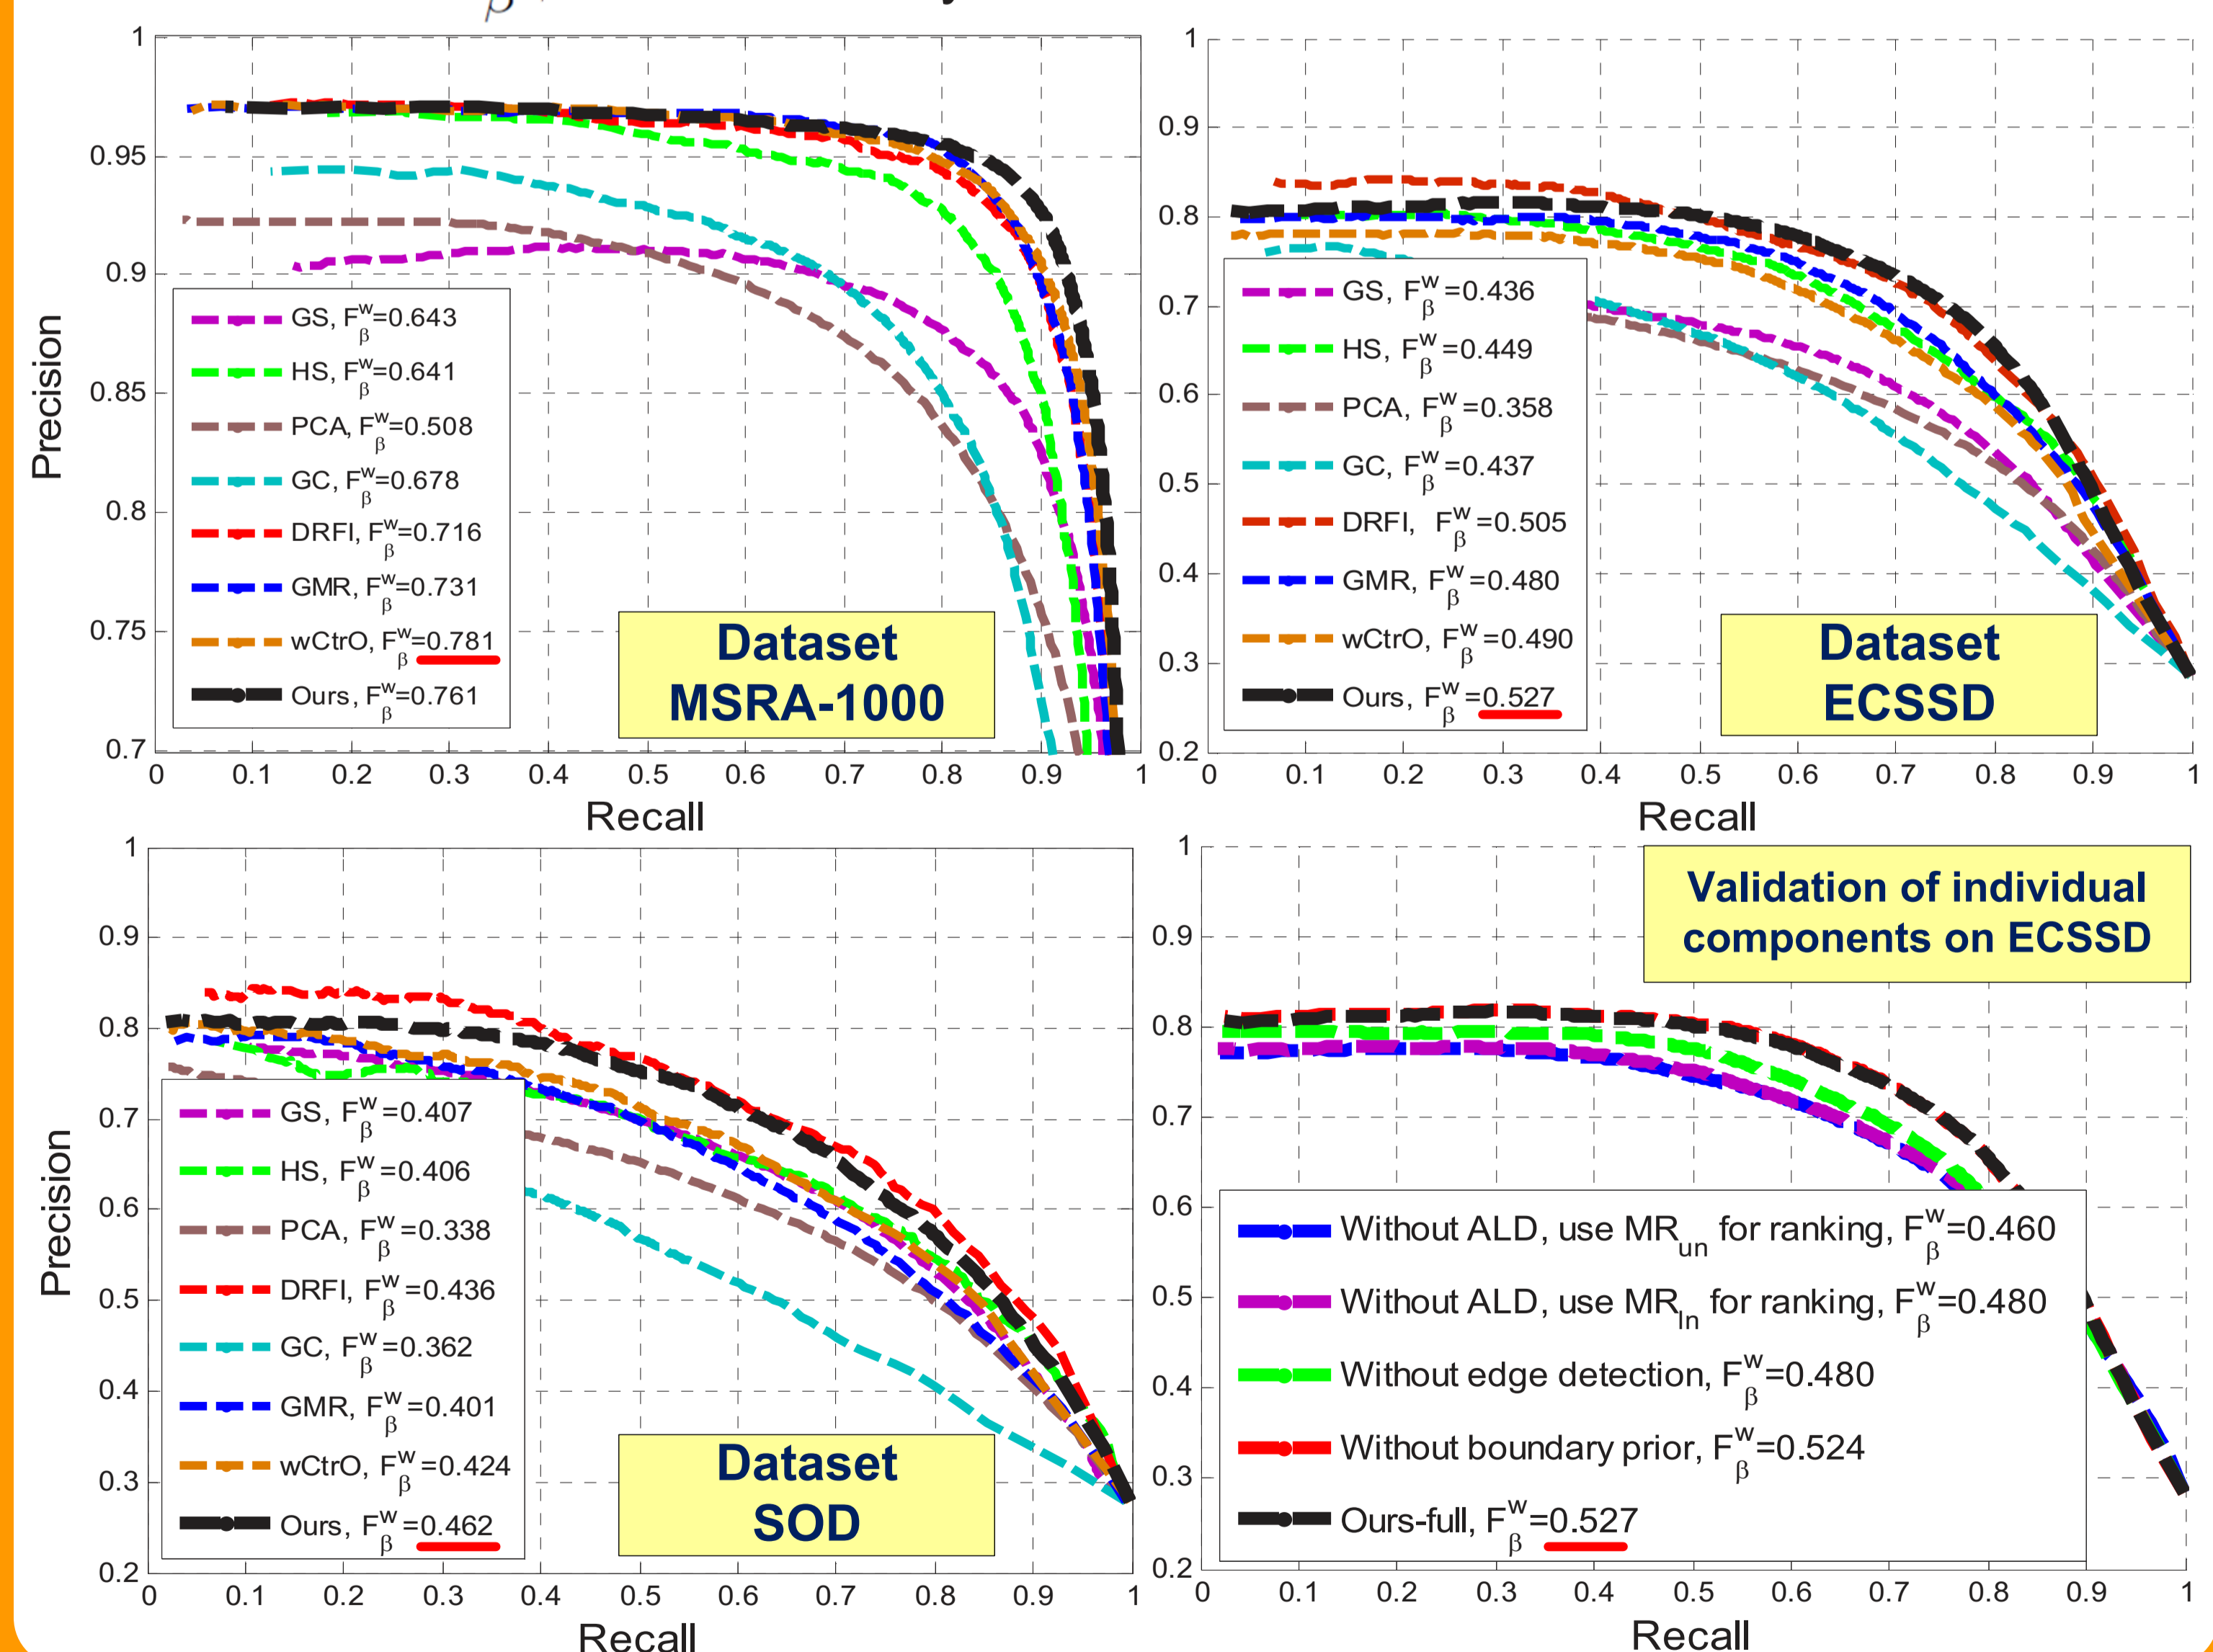 β
Precision
1
0.95
0.9
0.85
0.8
0.75
0.7
GS, F^w_β=0.643
HS, F^w_β=0.641
PCA, F^w_β=0.508
GC, F^w_β=0.678
DRFI, F^w_β=0.716
GMR, F^w_β=0.731
wCtrO, F^w_β=0.781
Ours, F^w_β=0.761
Dataset
MSRA-1000
0 0.1 0.2 0.3 0.4 0.5 0.6 0.7 0.8 0.9 1
Recall
1
0.9
0.8
0.7
0.6
0.5
0.4
0.3
0.2
GS, F^w_β=0.436
HS, F^w_β=0.449
PCA, F^w_β=0.358
GC, F^w_β=0.437
DRFI, F^w_β=0.505
GMR, F^w_β=0.480
wCtrO, F^w_β=0.490
Ours, F^w_β=0.527
Dataset
ECSSD
0 0.1 0.2 0.3 0.4 0.5 0.6 0.7 0.8 0.9 1
Recall
Precision
1
0.9
0.8
0.7
0.6
0.5
0.4
0.3
0.2
GS, F^w_β=0.407
HS, F^w_β=0.406
PCA, F^w_β=0.338
DRFI, F^w_β=0.436
GC, F^w_β=0.362
GMR, F^w_β=0.401
wCtrO, F^w_β=0.424
Ours, F^w_β=0.462
Dataset
SOD
0 0.1 0.2 0.3 0.4 0.5 0.6 0.7 0.8 0.9 1
Recall
Validation of individual
components on ECSSD
1
0.9
0.8
0.7
0.6
0.5
0.4
0.3
0.2
Without ALD, use MR_un for ranking, F^w_β=0.460
Without ALD, use MR_ln for ranking, F^w_β=0.480
Without edge detection, F^w_β=0.480
Without boundary prior, F^w_β=0.524
Ours-full, F^w_β=0.527
0 0.1 0.2 0.3 0.4 0.5 0.6 0.7 0.8 0.9 1
Recall